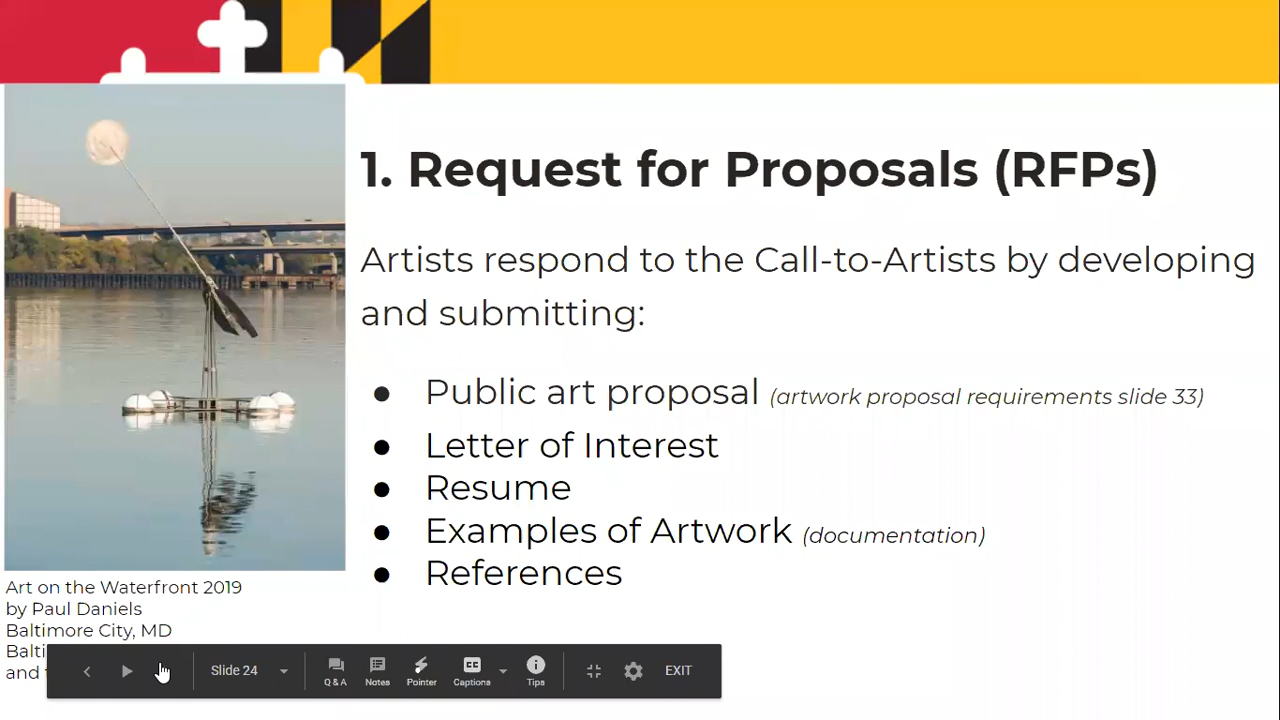 1. Request for Proposals (RFPs)
Artists respond to the Call-to-Artists by developing
and submitting:
● Public art proposal (artwork proposal requirements slide 33)
● Letter of Interest
● Resume
● Examples of Artwork (documentation)
● References
Art on the Waterfront 2019
by Paul Daniels
Baltimore City, MD
and
Slide 24
Q & A
Notes
Pointer
Captions
Tips
EXIT